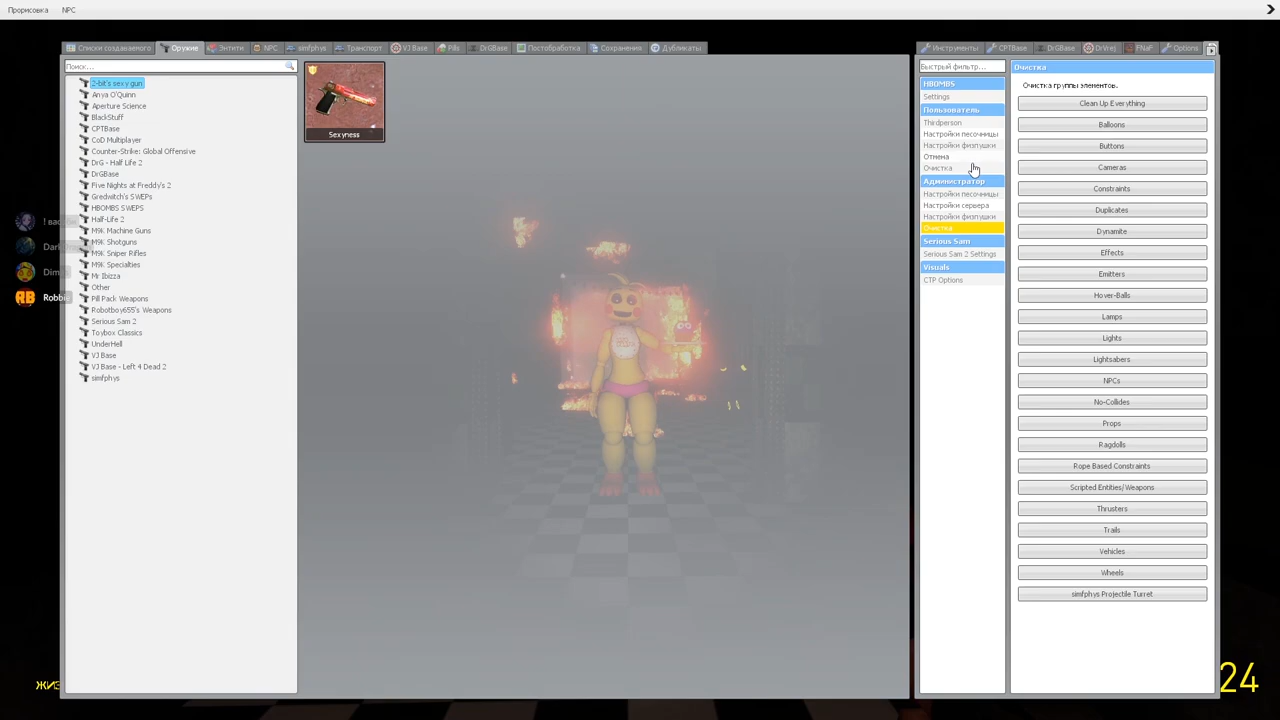 Прорисовка
NPC
Списки создаваемого
Оружие
Энтити
NPC
simfphys
Транспорт
VJ Base
Pills
DrGBase
Постобработка
Сохранения
Дубликаты
Инструменты
CPTBase
DrGBase
DrVrej
FNaP
Options
Поиск...
2-bit's sexy gun
Anya O'Quinn
Aperture Science
BlackStuff
CPTBase
CoD Multiplayer
Counter-Strike: Global Offensive
DrG - Half Life 2
DrGBase
Five Nights at Freddy's 2
Gredwitch's SWEPs
HBOMBS SWEPS
Half-Life 2
M9K Machine Guns
M9K Shotguns
M9K Sniper Rifles
M9K Specialties
Mr Ibizza
Other
Pill Pack Weapons
Robotboy655's Weapons
Serious Sam 2
Toybox Classics
UnderHell
VJ Base
VJ Base - Left 4 Dead 2
simfphys
Dark
Dim
RB
Robbie
Sexyness
PARTY
Быстрый фильтр...
HBOMBS
Settings
Пользователь
Thirdperson
Настройки песочницы
Настройки физпушки
Отмена
Очистка
Администратор
Настройки песочницы
Настройки сервера
Настройки физпушки
Очистка
Serious Sam
Serious Sam 2 Settings
Visuals
CTP Options
Очистка
Очистка группы элементов.
Clean Up Everything
Balloons
Buttons
Cameras
Constraints
Duplicates
Dynamite
Effects
Emitters
Hover-Balls
Lamps
Lights
Lightsabers
NPCs
No-Collides
Props
Ragdolls
Rope Based Constraints
Scripted Entities/Weapons
Thrusters
Trails
Vehicles
Wheels
simfphys Projectile Turret
24